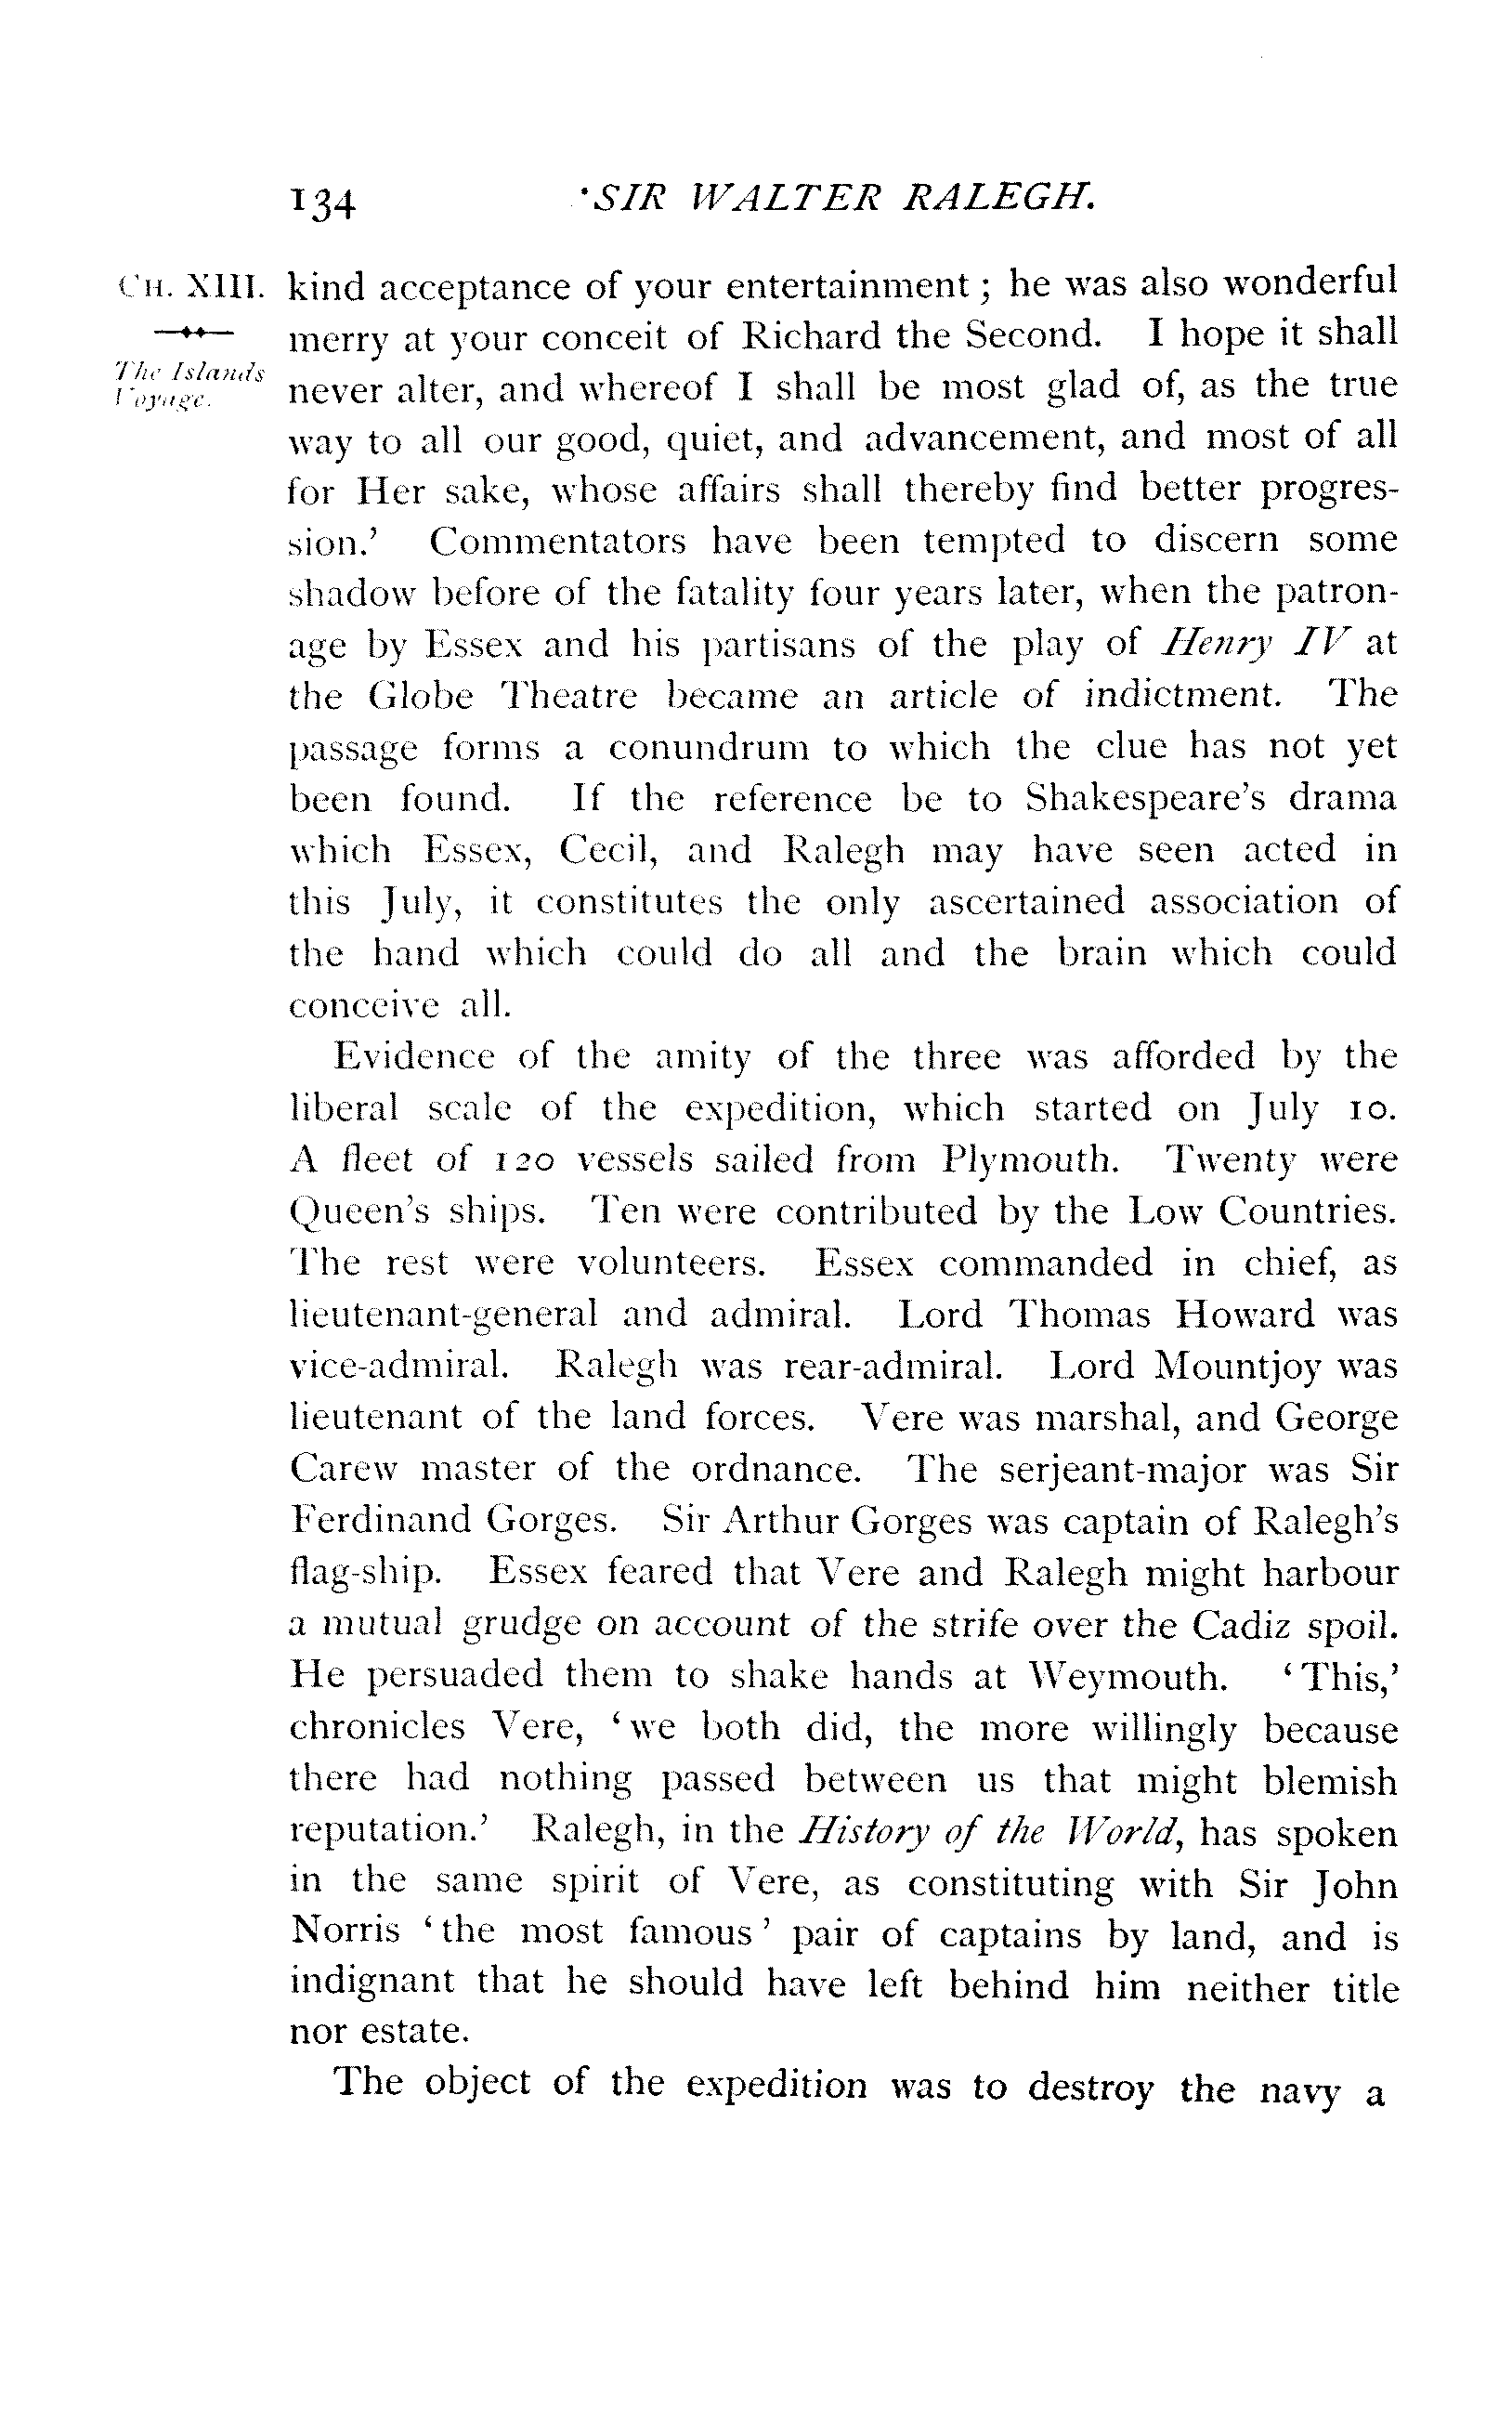 134 SIR WALTER RALEGH.
CH. XIII. kind acceptance of your entertainment ; he was also wonderful
merry at your conceit of Richard the Second. I hope it shall
The Islands
Voyage.
never alter, and whereof I shall be most glad of, as the true
way to all our good, quiet, and advancement, and most of all
for Her sake, whose affairs shall thereby find better progres-
sion.' Commentators have been tempted to discern some
shadow before of the fatality four years later, when the patron-
age by Essex and his partisans of the play of Henry IV at
the Globe Theatre became an article of indictment. The
passage forms a conundrum to which the clue has not yet
been found. If the reference be to Shakespeare's drama
which Essex, Cecil, and Ralegh may have seen acted in
this July, it constitutes the only ascertained association of
the hand which could do all and the brain which could
conceive all.
Evidence of the amity of the three was afforded by the
liberal scale of the expedition, which started on July 10.
A fleet of 120 vessels sailed from Plymouth. Twenty were
Queen's ships. Ten were contributed by the Low Countries.
The rest were volunteers. Essex commanded in chief, as
lieutenant-general and admiral. Lord Thomas Howard was
vice-admiral. Ralegh was rear-admiral. Lord Mountjoy was
lieutenant of the land forces. Vere was marshal, and George
Carew master of the ordnance. The serjeant-major was Sir
Ferdinand Gorges. Sir Arthur Gorges was captain of Ralegh's
flag-ship. Essex feared that Vere and Ralegh might harbour
a mutual grudge on account of the strife over the Cadiz spoil.
He persuaded them to shake hands at Weymouth. 'This,'
chronicles Vere, 'we both did, the more willingly because
there had nothing passed between us that might blemish
reputation.' Ralegh, in the History of the World, has spoken
in the same spirit of Vere, as constituting with Sir John
Norris 'the most famous' pair of captains by land, and is
indignant that he should have left behind him neither title
nor estate.
The object of the expedition was to destroy the navy a